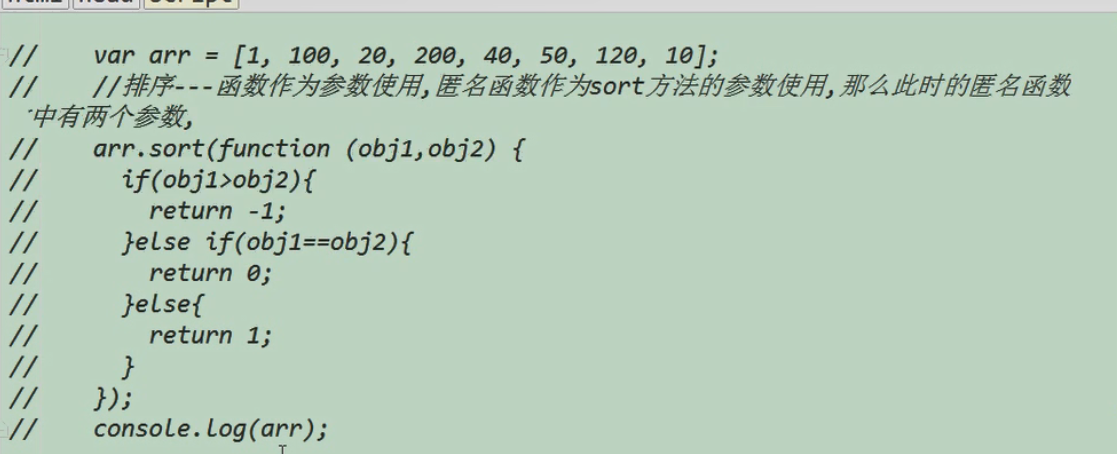 //    var arr = [1, 100, 20, 200, 40, 50, 120, 10];
//    //排序---函数作为参数使用,匿名函数作为sort方法的参数使用,那么此时的匿名函数
中有两个参数,
//    arr.sort(function (obj1,obj2) {
//      if(obj1>obj2){
//        return -1;
//      }else if(obj1==obj2){
//        return 0;
//      }else{
//        return 1;
//      }
//    });
//    console.log(arr);